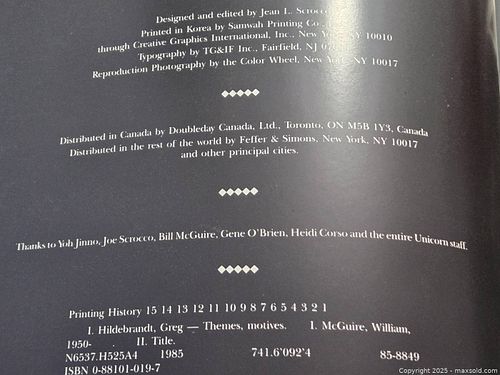 Designed and edited by Jean L. Scrocco
Printed in Korea by Samwah Printing Co.,
through Creative Graphics International, Inc., New York, NY 10010
Typography by TG&IF Inc., Fairfield, NJ
Reproduction Photography by the Color Wheel, New York, NY 10017
◆◆◆◆◆
Distributed in Canada by Doubleday Canada, Ltd., Toronto, ON M5B 1Y3, Canada
Distributed in the rest of the world by Feffer & Simons, New York, NY 10017
and other principal cities.
◆◆◆◆◆
Thanks to Yoh Jinno, Joe Scrocco, Bill McGuire, Gene O'Brien, Heidi Corso and the entire Unicorn staff.
◆◆◆◆◆
Printing History 15 14 13 12 11 10 9 8 7 6 5 4 3 2 1
I. Hildebrandt, Greg — Themes, motives. I. McGuire, William,
1950- . II. Title.
N6537.H525A4 1985 741.6'092'4 85-8849
ISBN 0-88101-019-7
Copyright 2025 - maxsold.com